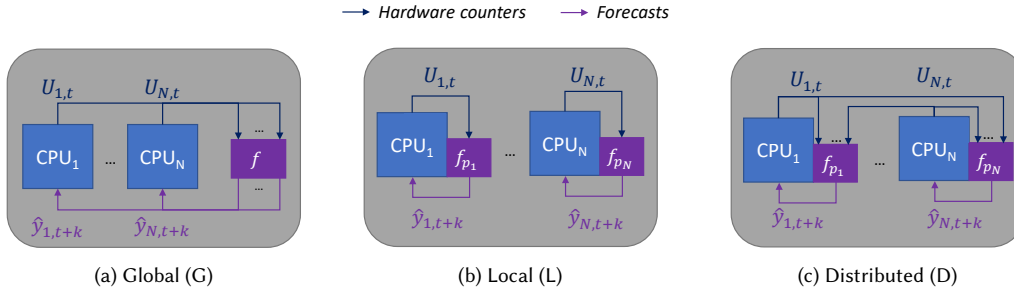 Hardware counters Forecasts
U1,t UN,t
CPU1 ... CPUN ... f ...
ŷ1,t+k ŷN,t+k
(a) Global (G)
U1,t UN,t
CPU1 fp1 ... CPUN fpN
ŷ1,t+k ŷN,t+k
(b) Local (L)
U1,t UN,t
CPU1 fp1 ... ... CPUN fpN ...
ŷ1,t+k ŷN,t+k
(c) Distributed (D)